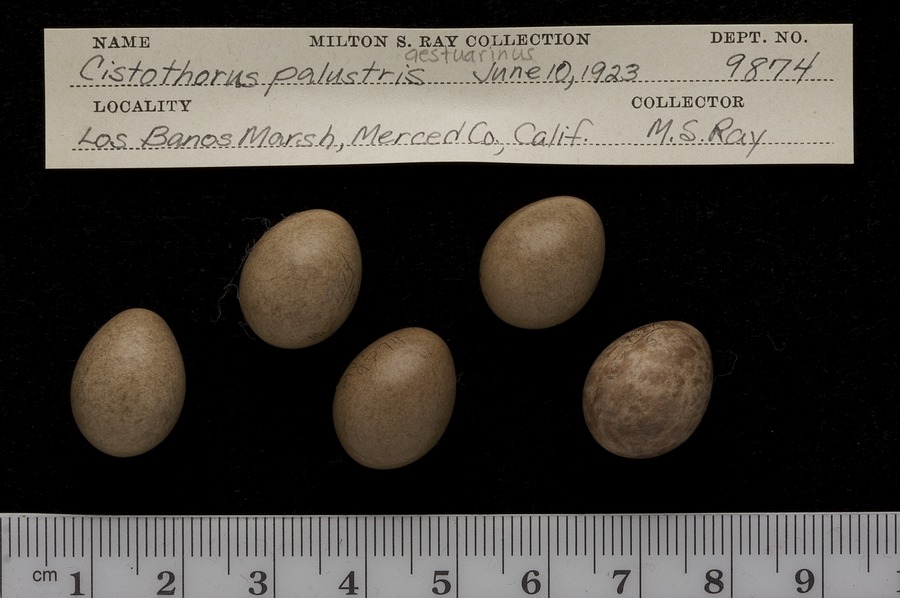 NAME MILTON S. RAY COLLECTION DEPT. NO.
aestuarinus
Cistothorus palustris June 10, 1923 9874
LOCALITY COLLECTOR
Los Banos Marsh, Merced Co., Calif. M.S. Ray
cm 1 2 3 4 5 6 7 8 9